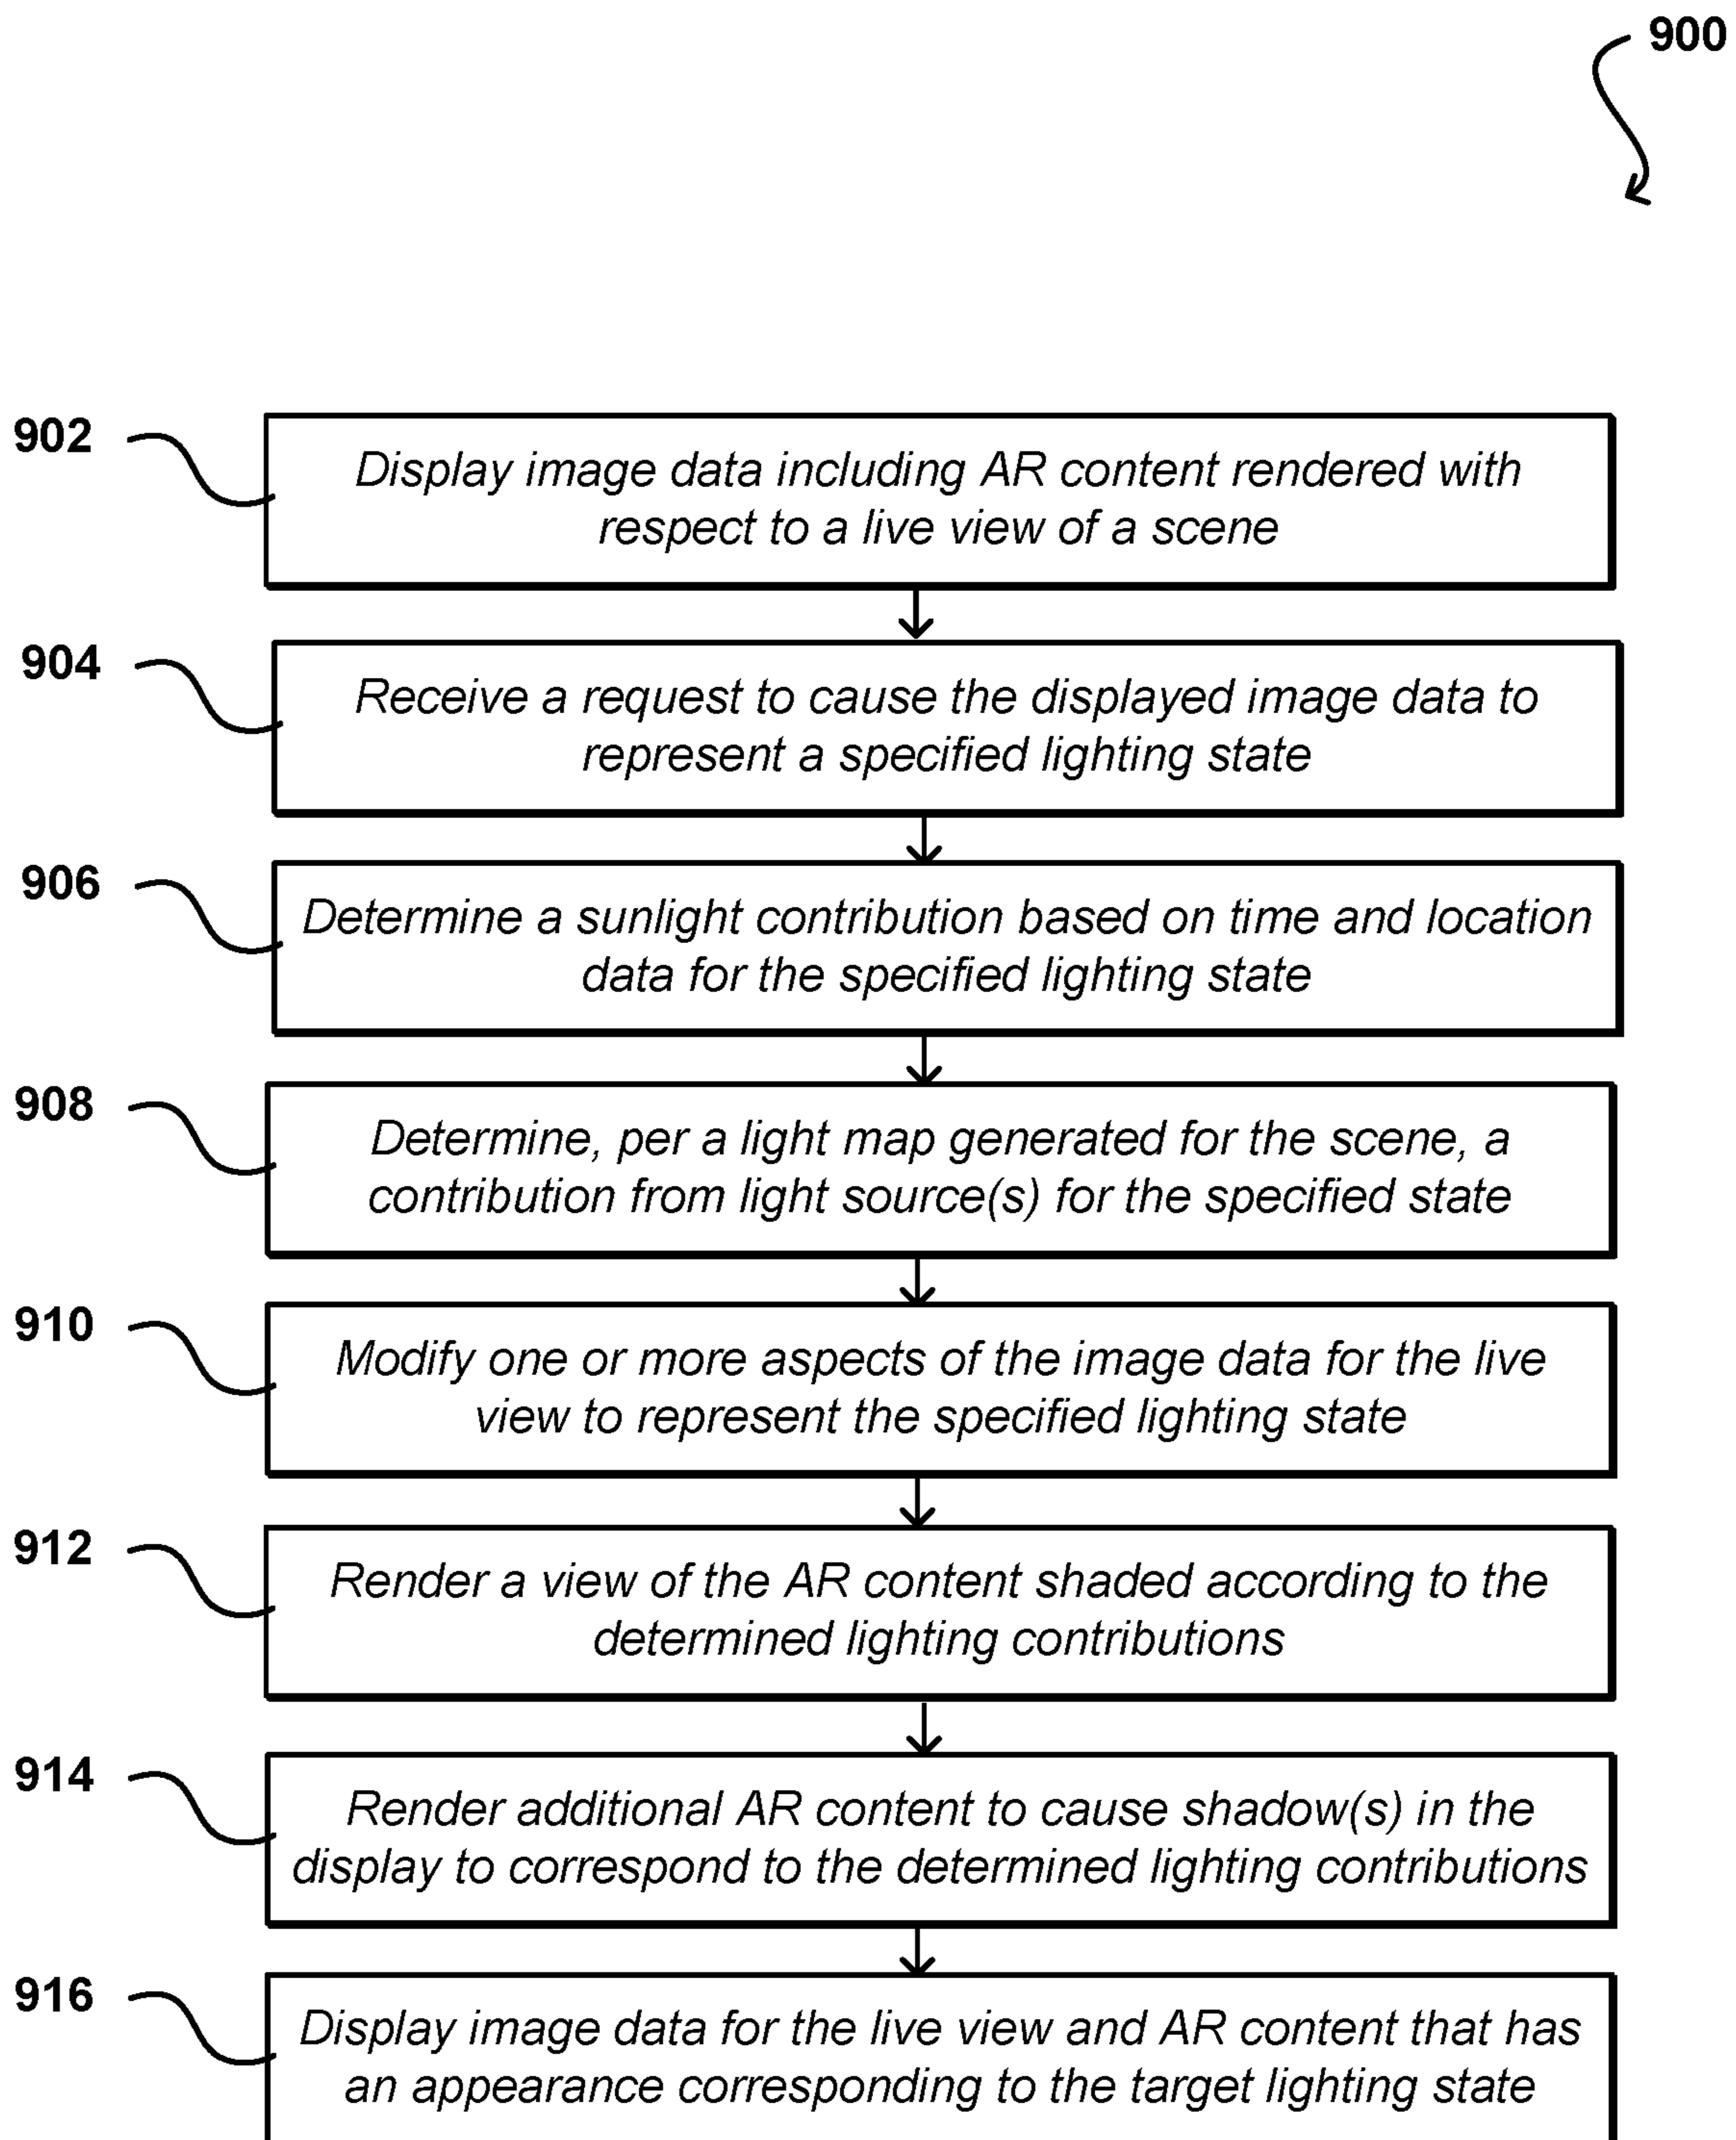 900
902
Display image data including AR content rendered with
respect to a live view of a scene
904
Receive a request to cause the displayed image data to
represent a specified lighting state
906
Determine a sunlight contribution based on time and location
data for the specified lighting state
908
Determine, per a light map generated for the scene, a
contribution from light source(s) for the specified state
910
Modify one or more aspects of the image data for the live
view to represent the specified lighting state
912
Render a view of the AR content shaded according to the
determined lighting contributions
914
Render additional AR content to cause shadow(s) in the
display to correspond to the determined lighting contributions
916
Display image data for the live view and AR content that has
an appearance corresponding to the target lighting state